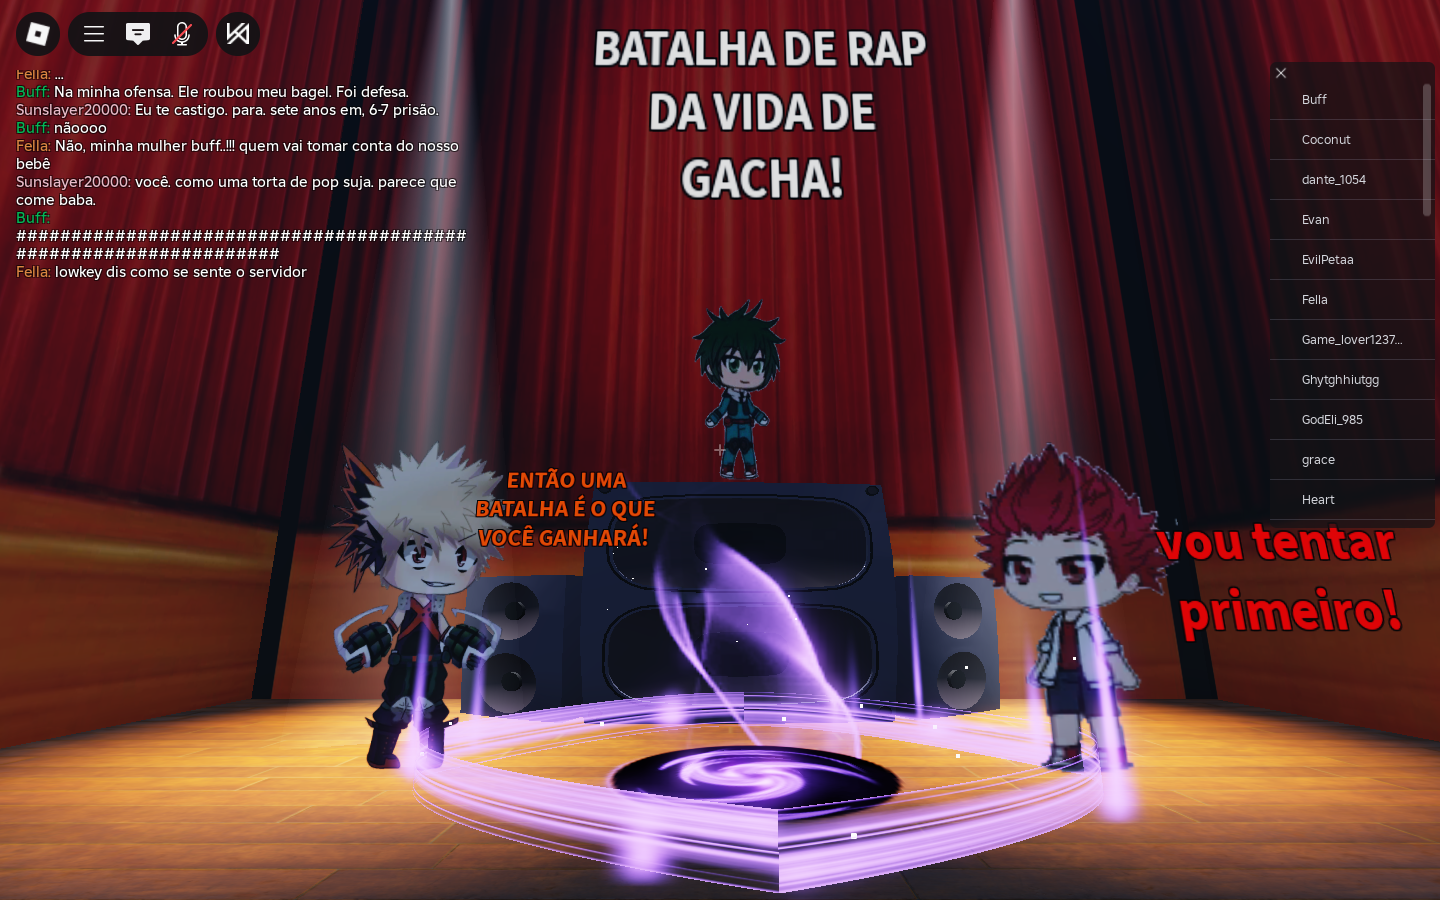 BATALHA DE RAP
DA VIDA DE
GACHA!
Fella: ...
Buff: Na minha ofensa. Ele roubou meu bagel. Foi defesa.
Sunslayer20000: Eu te castigo. para. sete anos em, 6-7 prisão.
Buff: nãoooo
Fella: Não, minha mulher buff..!!! quem vai tomar conta do nosso
bebê
Sunslayer20000: você. como uma torta de pop suja. parece que
come baba.
Buff:
#########################################
########################
Fella: lowkey dis como se sente o servidor
Buff
Coconut
dante_1054
Evan
EvilPetaa
Fella
Game_lover1237...
Ghytghhiutgg
GodEli_985
grace
Heart
ENTÃO UMA
BATALHA É O QUE
VOCÊ GANHARÁ!
vou tentar
primeiro!